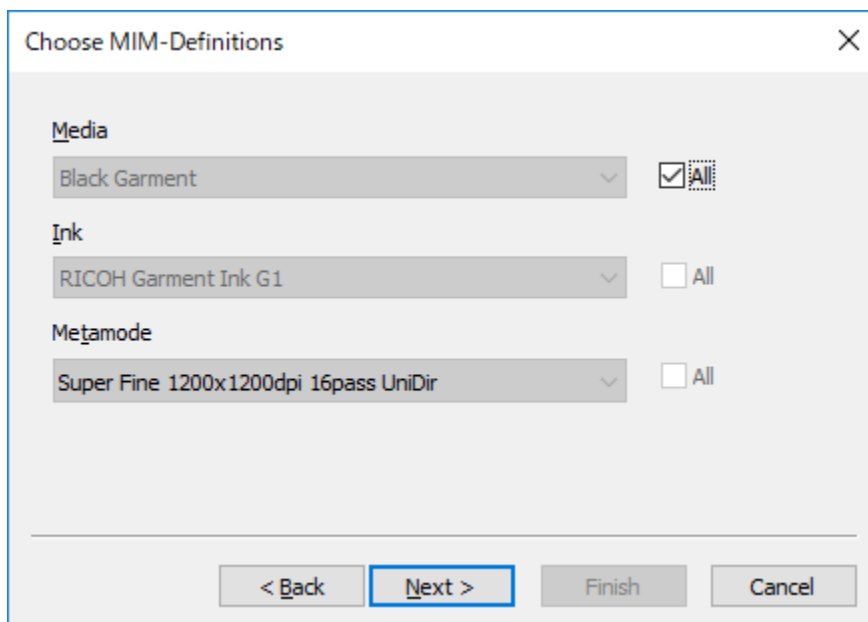 Choose MIM-Definitions
Media
Black Garment
All
Ink
RICOH Garment Ink G1
All
Metamode
Super Fine 1200x1200dpi 16pass UniDir
All
< Back
Next >
Finish
Cancel